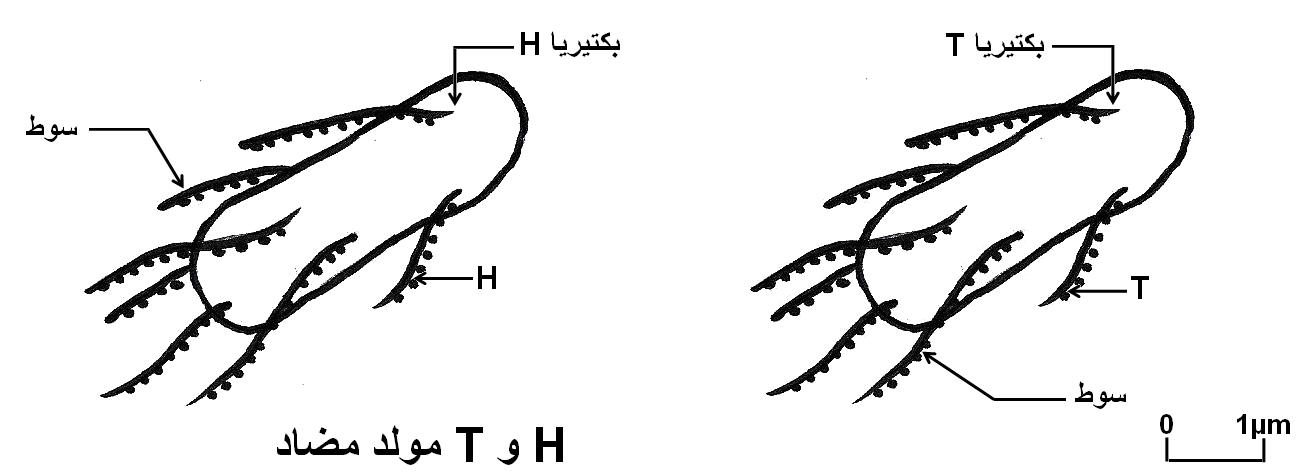 بكتيريا H
بكتيريا T
سوط
H
T
سوط
H و T مولد مضاد
0 1µm